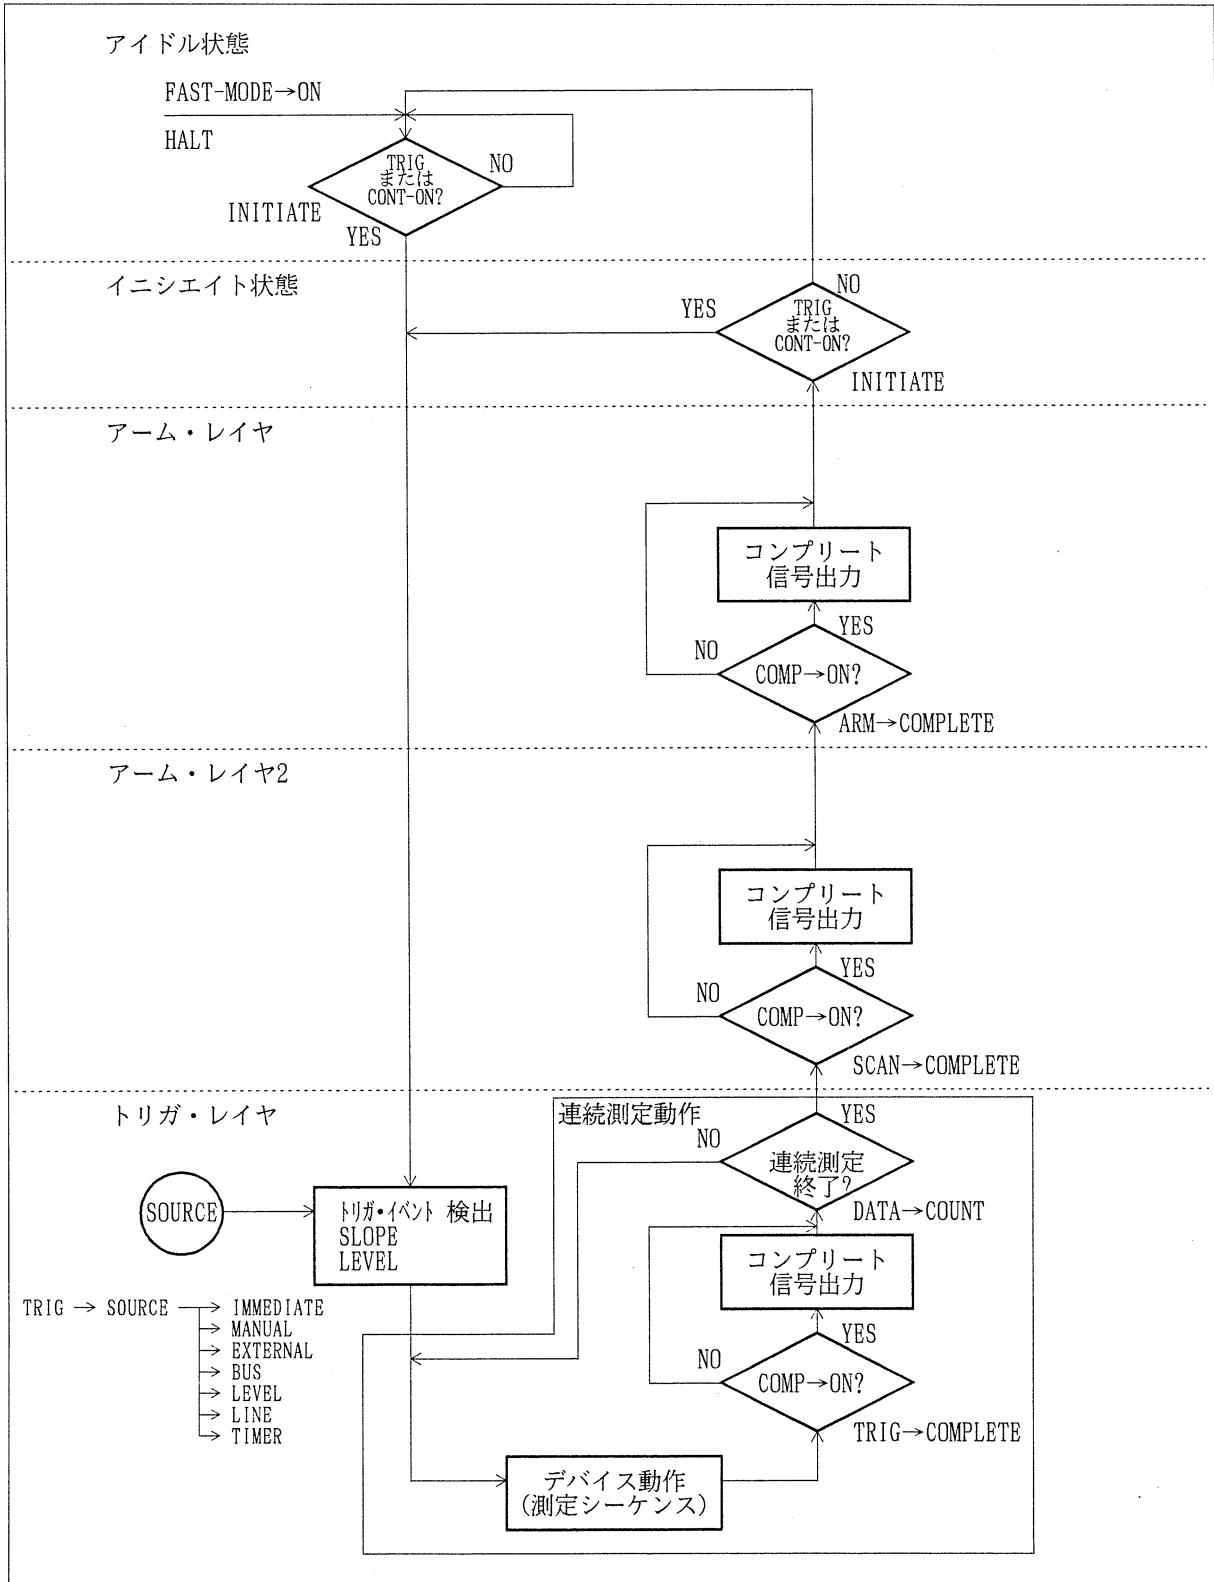 アイドル状態
FAST-MODE→ON
HALT
TRIG
または
CONT-ON?
NO
INITIATE
YES
イニシエイト状態
NO
YES
TRIG
または
CONT-ON?
INITIATE
アーム・レイヤ
コンプリート
信号出力
YES
NO
COMP→ON?
ARM→COMPLETE
アーム・レイヤ2
コンプリート
信号出力
YES
NO
COMP→ON?
SCAN→COMPLETE
トリガ・レイヤ
連続測定動作
YES
NO
連続測定
終了?
DATA→COUNT
SOURCE
トリガ・イベント 検出
SLOPE
LEVEL
コンプリート
信号出力
TRIG → SOURCE → IMMEDIATE
→ MANUAL
→ EXTERNAL
→ BUS
→ LEVEL
→ LINE
→ TIMER
YES
NO
COMP→ON?
TRIG→COMPLETE
デバイス動作
(測定シーケンス)